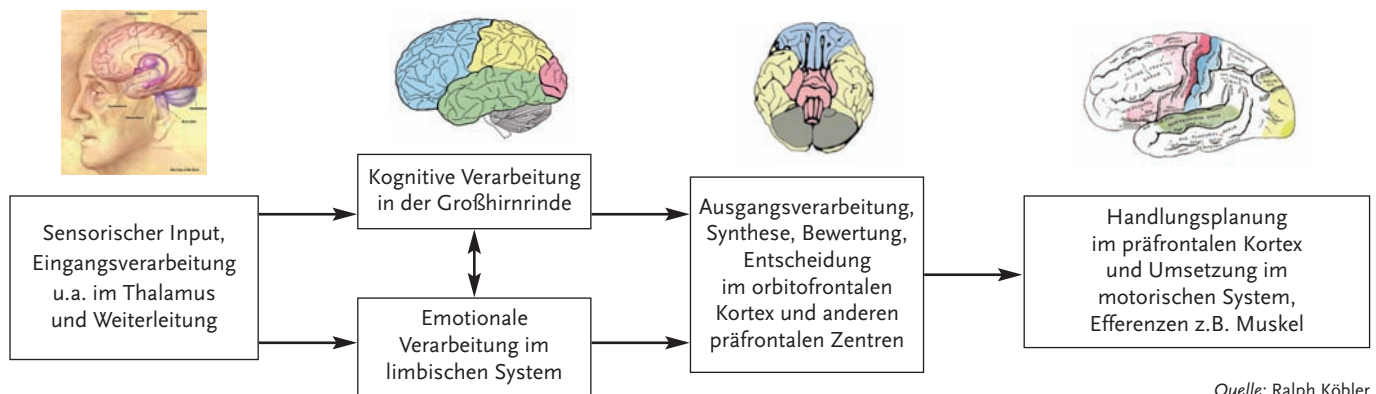 Sensorischer Input,
Eingangsverarbeitung
u.a. im Thalamus
und Weiterleitung
Kognitive Verarbeitung
in der Großhirnrinde
Emotionale
Verarbeitung im
limbischen System
Ausgangsverarbeitung,
Synthese, Bewertung,
Entscheidung
im orbitofrontalen
Kortex und anderen
präfrontalen Zentren
Handlungsplanung
im präfrontalen Kortex
und Umsetzung im
motorischen System,
Efferenzen z.B. Muskel
Quelle: Ralph Köbler